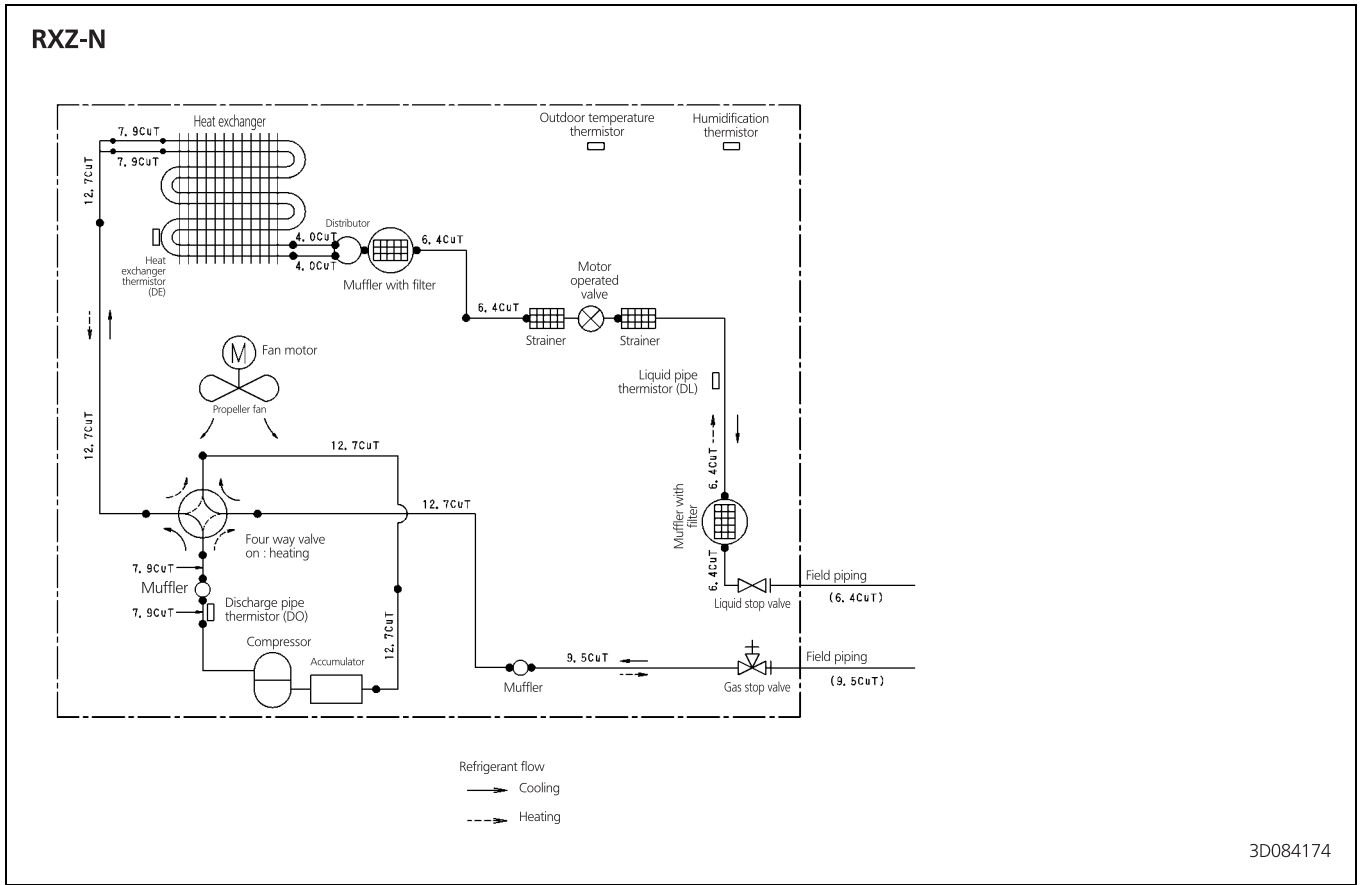 RXZ-N
Heat exchanger
7.9CuT
7.9CuT
12.7CuT
Outdoor temperature
thermistor
Humidification
thermistor
Distributor
4.0CuT
4.0CuT
6.4CuT
Heat
exchanger
thermistor
(DE)
Muffler with filter
Motor
operated
valve
6.4CuT
Strainer
Strainer
Fan motor
M
Propeller fan
Liquid pipe
thermistor (DL)
12.7CuT
12.7CuT
6.4CuT
12.7CuT
Muffler with
filter
Four way valve
on : heating
7.9CuT
Muffler
7.9CuT
Discharge pipe
thermistor (DO)
6.4CuT
Field piping
(6.4CuT)
Liquid stop valve
Compressor
Accumulator
12.7CuT
9.5CuT
Muffler
Field piping
(9.5CuT)
Gas stop valve
Refrigerant flow
Cooling
Heating
3D084174